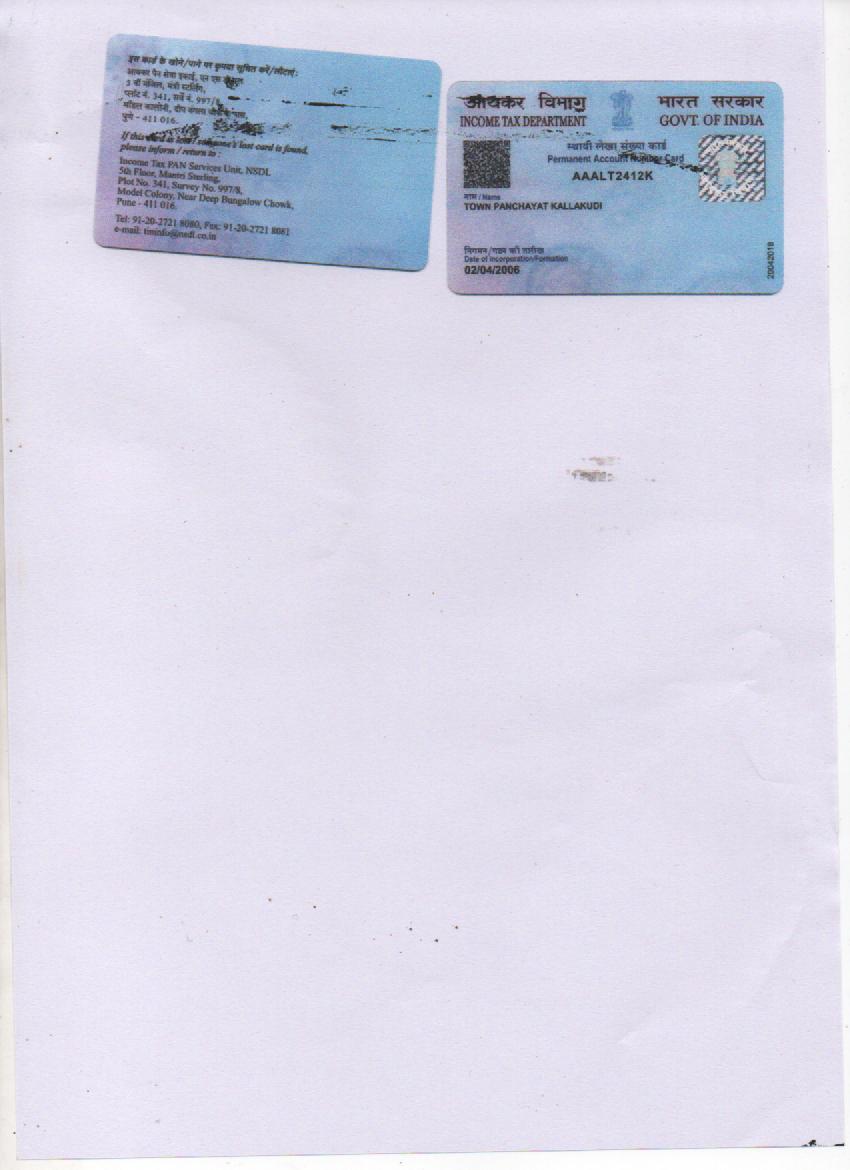 इस कार्ड के खोने/पाने पर कृपया सूचित करें/लौटाएं:
आयकर पैन सेवा इकाई, एन एस
5 वीं मंजिल, मंत्री स्टर्लिंग,
प्लॉट नं. 341, सर्वे नं. 997/8,
मॉडल कालोनी, दीप बंगला चौक के पास,
पुणे - 411 016.
If this card is lost / someone's lost card is found,
please inform / return to :
Income Tax PAN Services Unit, NSDL
5th Floor, Mantri Sterling,
Plot No. 341, Survey No. 997/8,
Model Colony, Near Deep Bungalow Chowk,
Pune - 411 016.
Tel: 91-20-2721 8080, Fax: 91-20-2721 8081
e-mail: tininfo@nsdl.co.in
आयकर विभाग भारत सरकार
INCOME TAX DEPARTMENT GOVT. OF INDIA
स्थायी लेखा संख्या कार्ड
Permanent Account Number Card
AAALT2412K
नाम / Name
TOWN PANCHAYAT KALLAKUDI
निगमन /गठन की तारीख
Date of Incorporation/Formation
02/04/2006
20042018